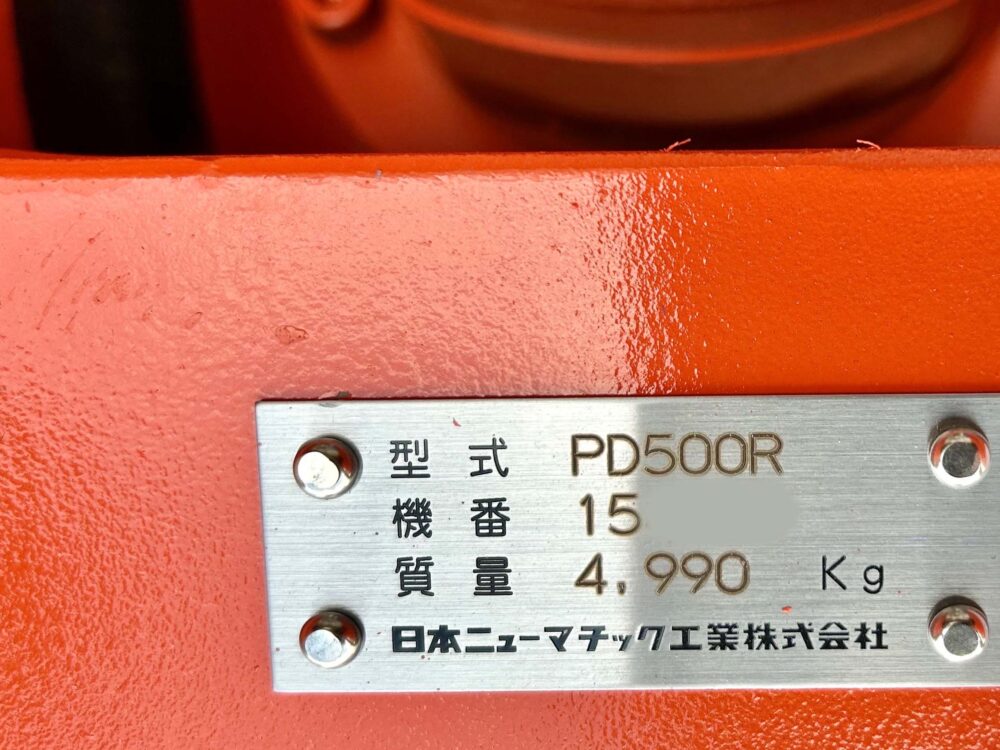 型式 PD500R
機番 15
質量 4,990 Kg
日本ニューマチック工業株式会社